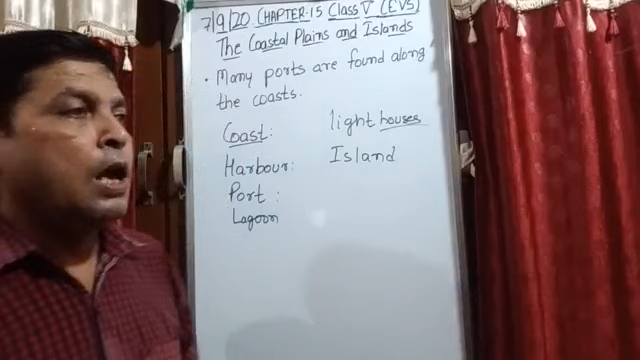 7/9/20. CHAPTER-15 Class V (EVS)
The Coastal Plains and Islands
• Many ports are found along
the coasts.
Coast: light houses
Harbour: Island
Port :
Lagoon